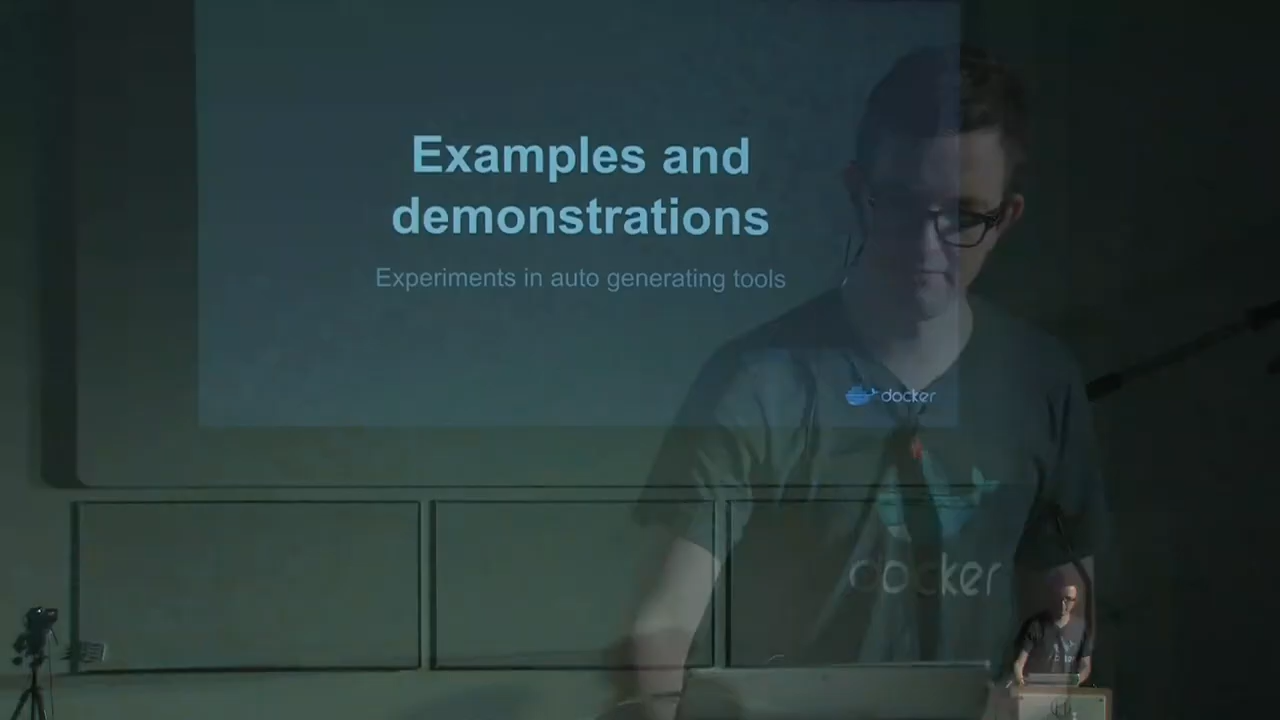 Examples and
demonstrations
Experiments in auto generating tools
docker
docker